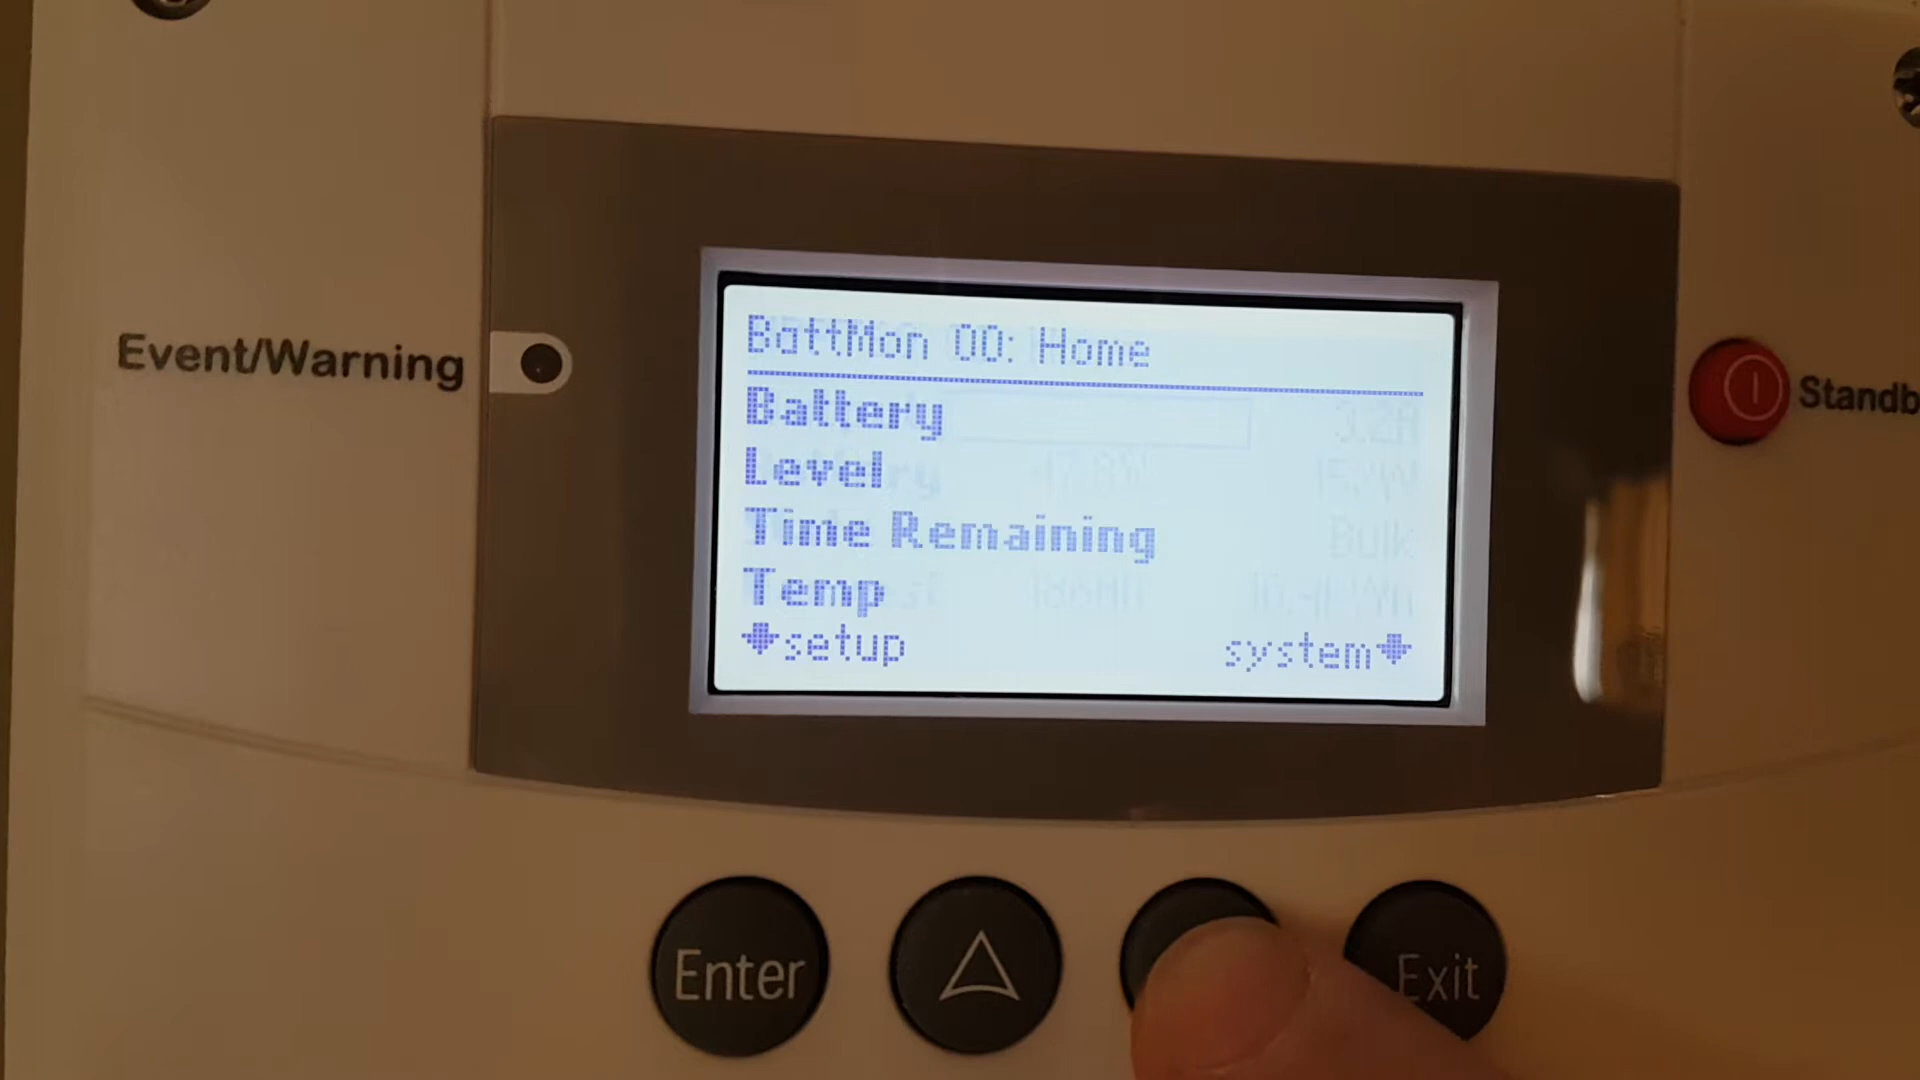 BattMon 00: Home
Battery
Level
Time Remaining
Temp
setup system
Event/Warning
Standb
Enter
Exit